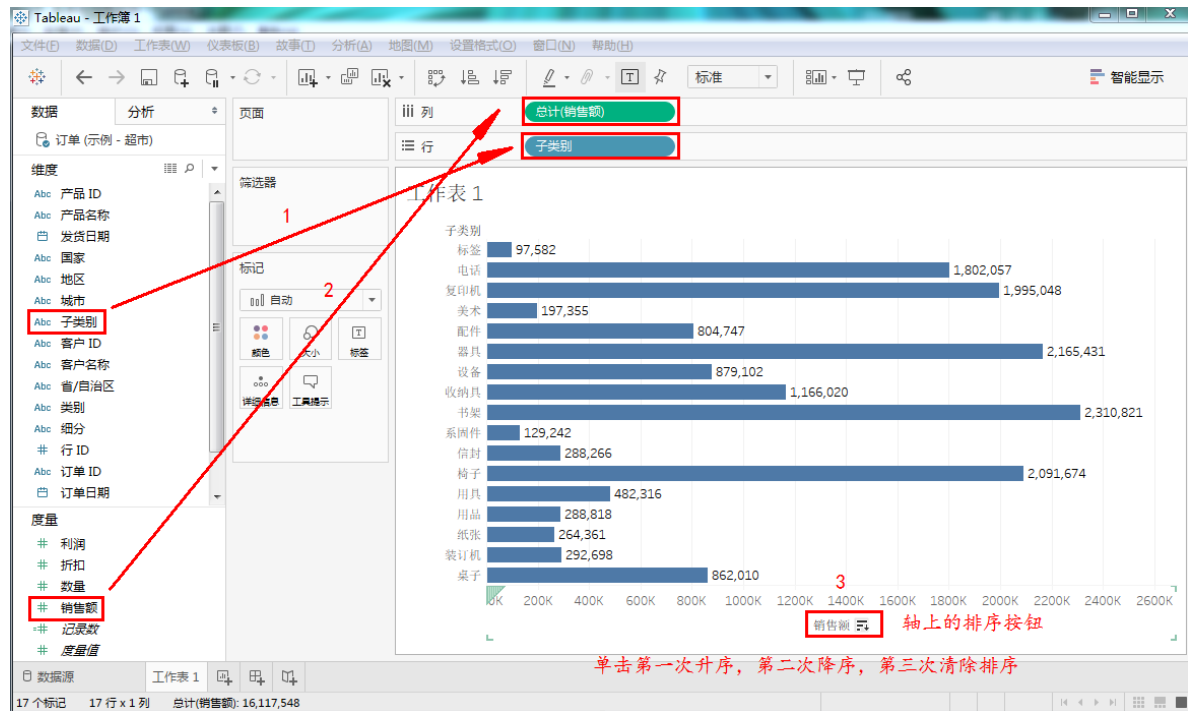 Tableau - 工作簿 1
文件(F) 数据(D) 工作表(W) 仪表板(B) 故事(T) 分析(A) 地图(M) 设置格式(O) 窗口(N) 帮助(H)
标准
智能显示
数据 分析
订单 (示例 - 超市)
维度
Abc 产品 ID
Abc 产品名称
发货日期
Abc 国家
Abc 地区
Abc 城市
Abc 子类别
Abc 客户 ID
Abc 客户名称
Abc 省/自治区
Abc 类别
Abc 细分
# 行 ID
Abc 订单 ID
订单日期
度量
# 利润
# 折扣
# 数量
# 销售额
# 记录数
# 度量值
页面
筛选器
1
标记
2
自动
颜色 大小 标签
详细信息 工具提示
列 总计(销售额)
行 子类别
工作表 1
子类别
标签 97,582
电话 1,802,057
复印机 1,995,048
美术 197,355
配件 804,747
器具 2,165,431
设备 879,102
收纳具 1,166,020
书架 2,310,821
系固件 129,242
信封 288,266
椅子 2,091,674
用具 482,316
用品 288,818
纸张 264,361
装订机 292,698
桌子 862,010
3
0K 200K 400K 600K 800K 1000K 1200K 1400K 1600K 1800K 2000K 2200K 2400K 2600K
销售额 轴上的排序按钮
单击第一次升序，第二次降序，第三次清除排序
数据源 工作表 1
17 个标记 17 行 x 1 列 总计(销售额): 16,117,548